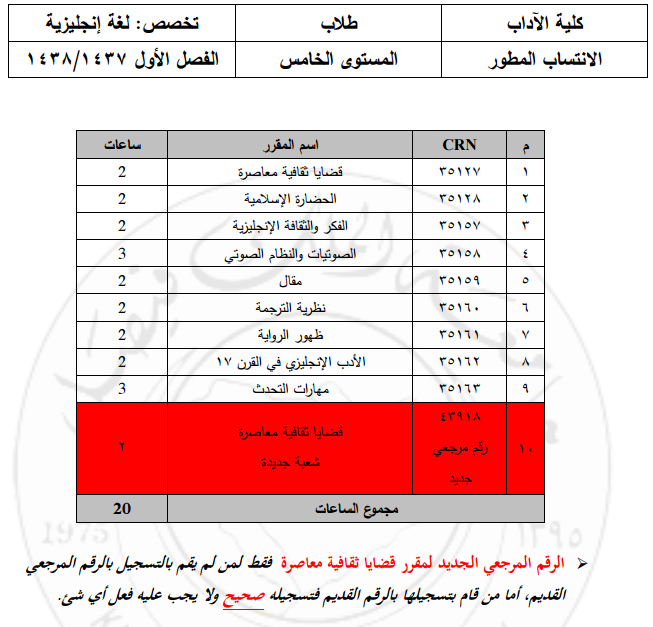 كلية الآداب طلاب تخصص: لغة إنجليزية
الانتساب المطور المستوى الخامس الفصل الأول ١٤٣٨/١٤٣٧
م CRN اسم المقرر ساعات
١ ٣٥١٢٧ قضايا ثقافية معاصرة 2
٢ ٣٥١٢٨ الحضارة الإسلامية 2
٣ ٣٥١٥٧ الفكر والثقافة الإنجليزية 2
٤ ٣٥١٥٨ الصوتيات والنظام الصوتي 3
٥ ٣٥١٥٩ مقال 2
٦ ٣٥١٦٠ نظرية الترجمة 2
٧ ٣٥١٦١ ظهور الرواية 2
٨ ٣٥١٦٢ الأدب الإنجليزي في القرن ١٧ 2
٩ ٣٥١٦٣ مهارات التحدث 3
١٠ ٤٣٩١٨ رقم مرجعي جديد قضايا ثقافية معاصرة شعبة جديدة ٢
مجموع الساعات 20
1975 ١٣٩٥
الرقم المرجعي الجديد لمقرر قضايا ثقافية معاصرة فقط لمن لم يقم بالتسجيل بالرقم المرجعي
القديم، أما من قام بتسجيلها بالرقم القديم فتسجيله صحيح ولا يجب عليه فعل أي شئ.